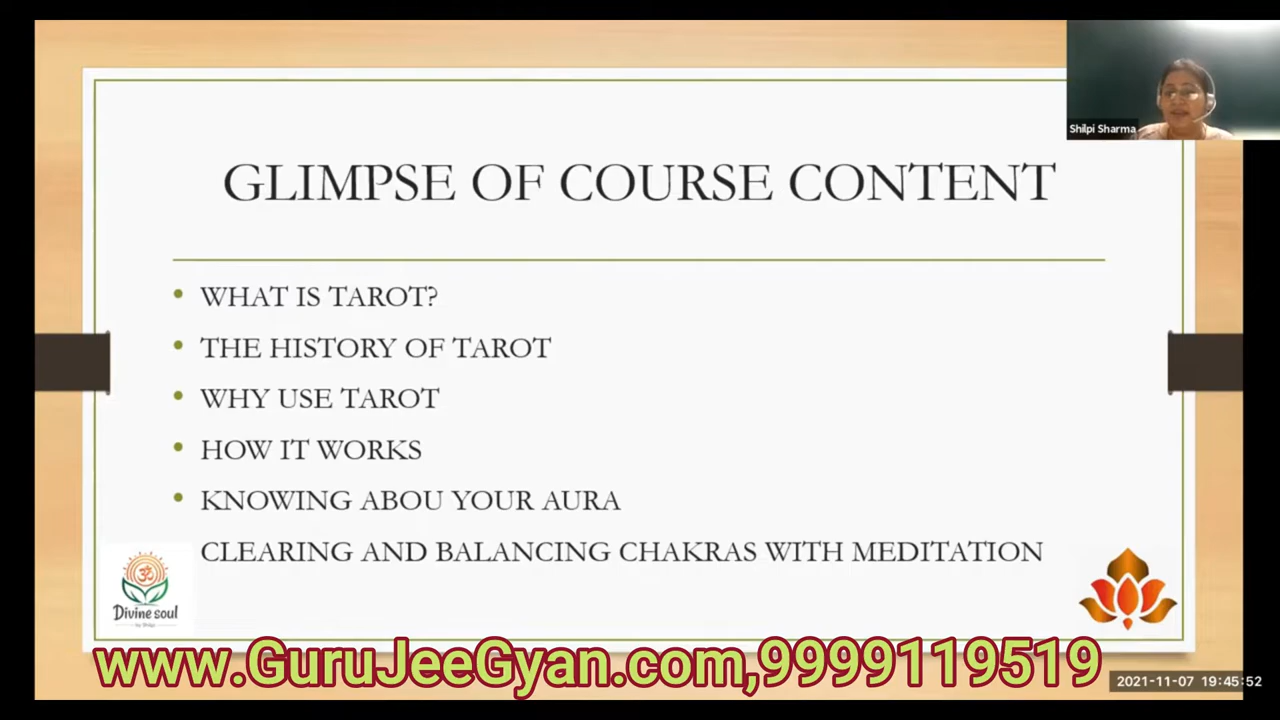 Shilpi Sharma
GLIMPSE OF COURSE CONTENT
WHAT IS TAROT?
THE HISTORY OF TAROT
WHY USE TAROT
HOW IT WORKS
KNOWING ABOU YOUR AURA
CLEARING AND BALANCING CHAKRAS WITH MEDITATION
ॐ
Divine soul
by Shilpi
www.GuruJeeGyan.com,9999119519
2021-11-07 19:45:52